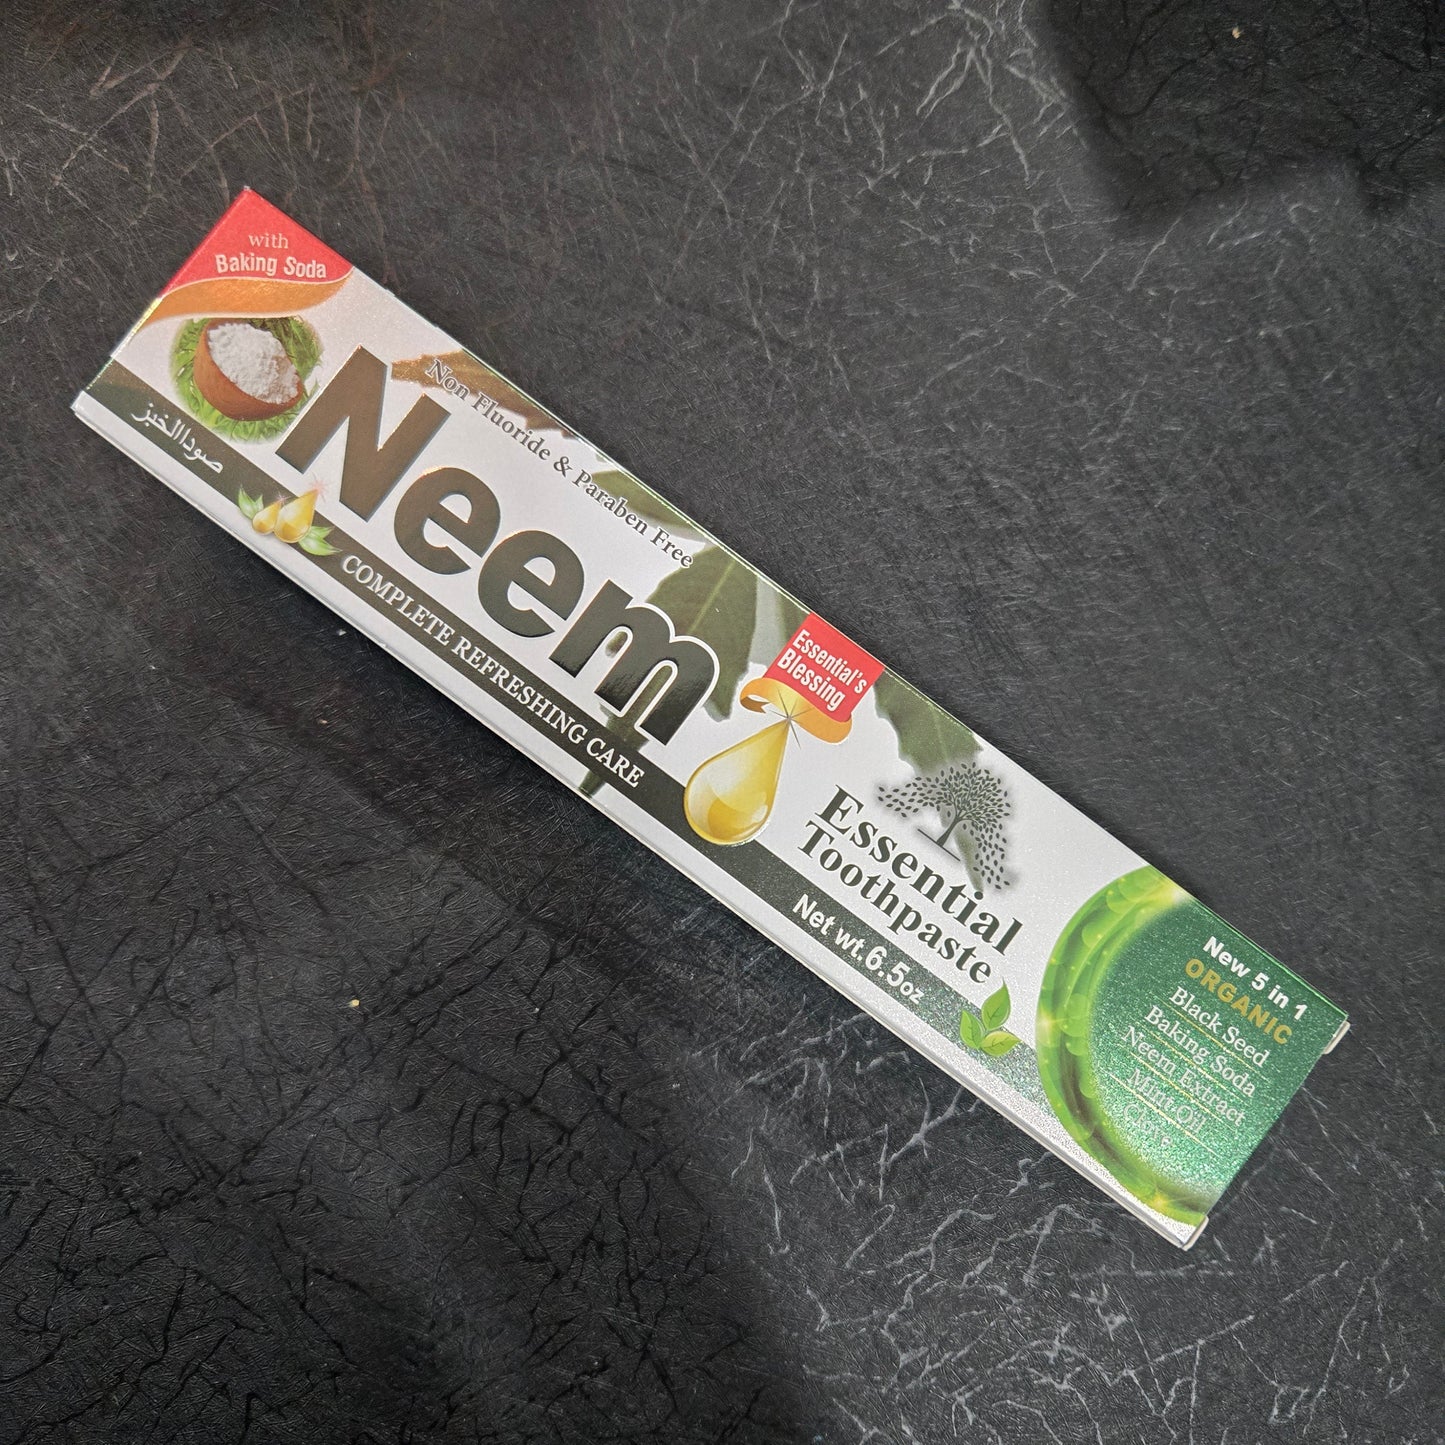 with
Baking Soda
صودا الخبز
Non Fluoride & Paraben Free
Neem
COMPLETE REFRESHING CARE
Essential's
Blessing
Essential
Toothpaste
Net wt.6.5oz
New 5 in 1
ORGANIC
Black Seed
Baking Soda
Neem Extract
Mint Oil
Clove